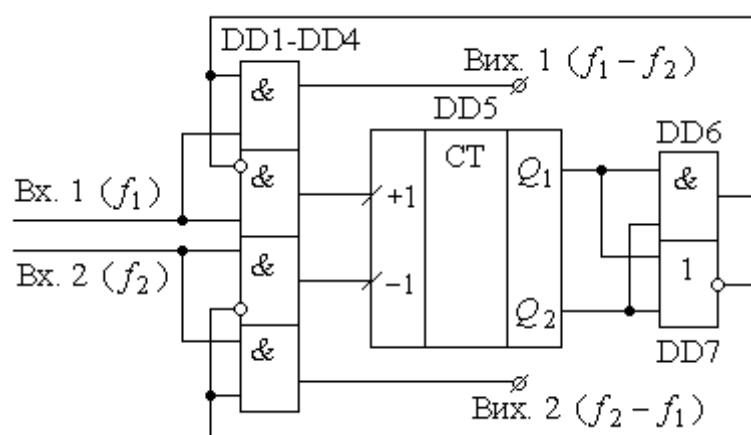 DD1-DD4
Вих. 1 (f₁ – f₂)
DD5
DD6
&
CT
Q₁
&
&
+1
Вх. 1 (f₁)
Вх. 2 (f₂)
&
–1
1
Q₂
&
DD7
Вих. 2 (f₂ – f₁)